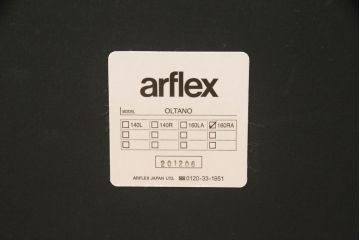 arflex
MODEL OLTANO
140L 140R 160LA 160RA
201206
ARFLEX JAPAN LTD. ☎0120-33-1951